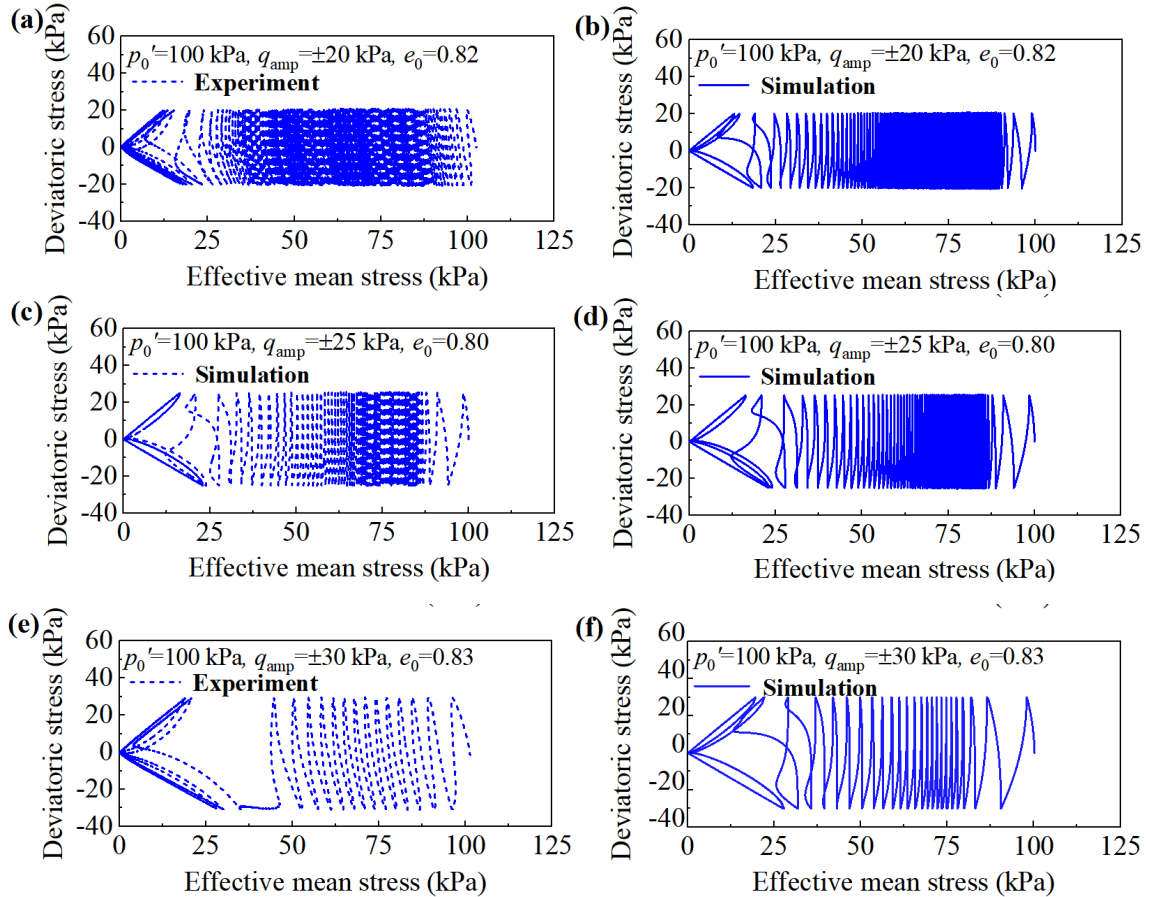 (a)
Deviatoric stress (kPa)
60
40
20
0
-20
-40
p0′=100 kPa, qamp=±20 kPa, e0=0.82
Experiment
0
25
50
75
100
125
Effective mean stress (kPa)
(b)
Deviatoric stress (kPa)
60
40
20
0
-20
-40
p0′=100 kPa, qamp=±20 kPa, e0=0.82
Simulation
0
25
50
75
100
125
Effective mean stress (kPa)
(c)
Deviatoric stress (kPa)
60
40
20
0
-20
-40
p0′=100 kPa, qamp=±25 kPa, e0=0.80
Simulation
0
25
50
75
100
125
Effective mean stress (kPa)
(d)
Deviatoric stress (kPa)
60
40
20
0
-20
-40
p0′=100 kPa, qamp=±25 kPa, e0=0.80
Simulation
0
25
50
75
100
125
Effective mean stress (kPa)
(e)
Deviatoric stress (kPa)
60
40
20
0
-20
-40
p0′=100 kPa, qamp=±30 kPa, e0=0.83
Experiment
0
25
50
75
100
125
Effective mean stress (kPa)
(f)
Deviatoric stress (kPa)
60
40
20
0
-20
-40
p0′=100 kPa, qamp=±30 kPa, e0=0.83
Simulation
0
25
50
75
100
125
Effective mean stress (kPa)